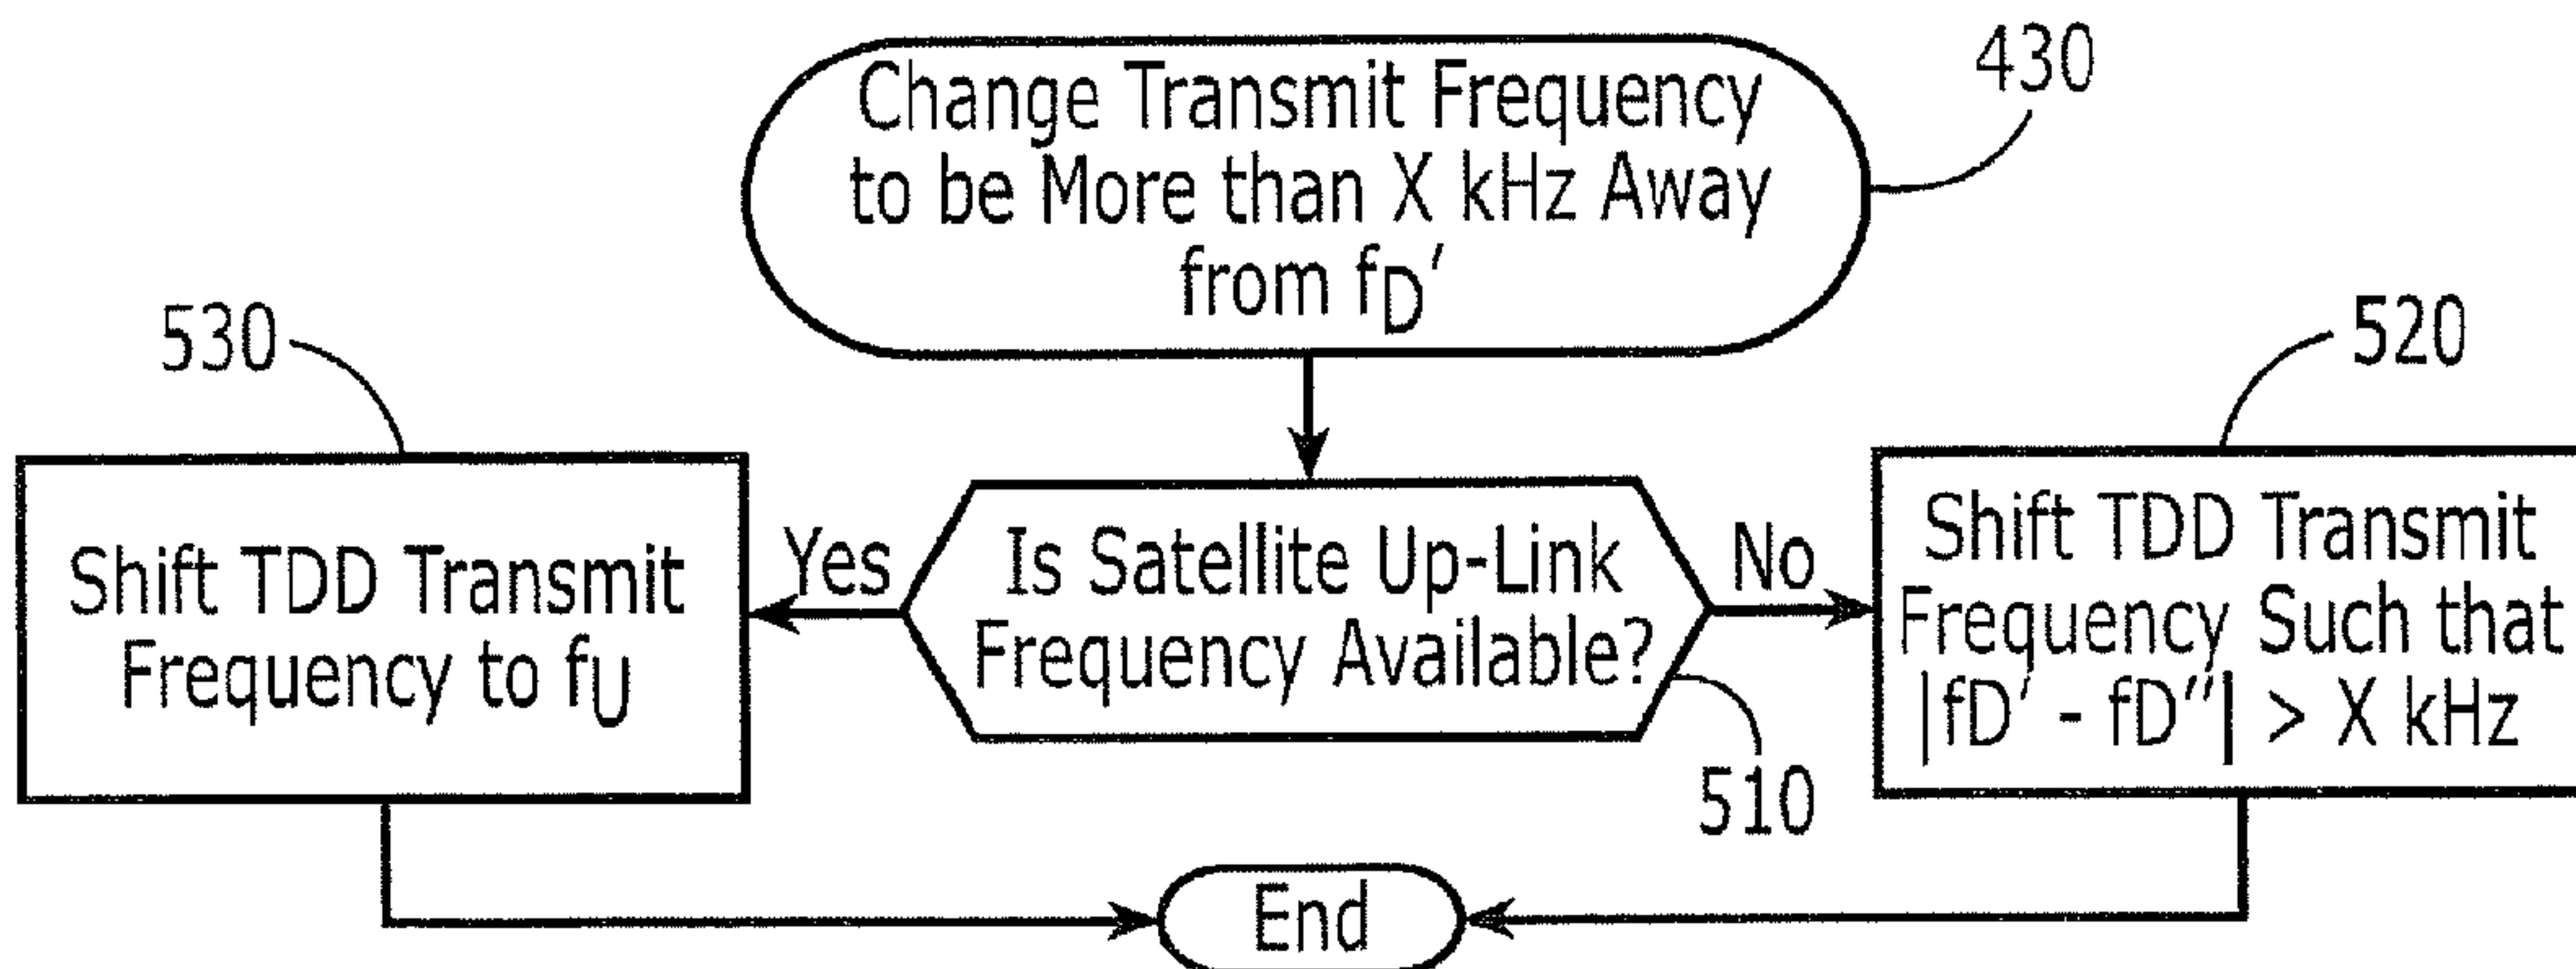 Change Transmit Frequency
to be More than X kHz Away
from fD'
430
530
520
Shift TDD Transmit
Frequency to fU
Yes
Is Satellite Up-Link
Frequency Available?
No
510
Shift TDD Transmit
Frequency Such that
|fD' - fD''| > X kHz
End